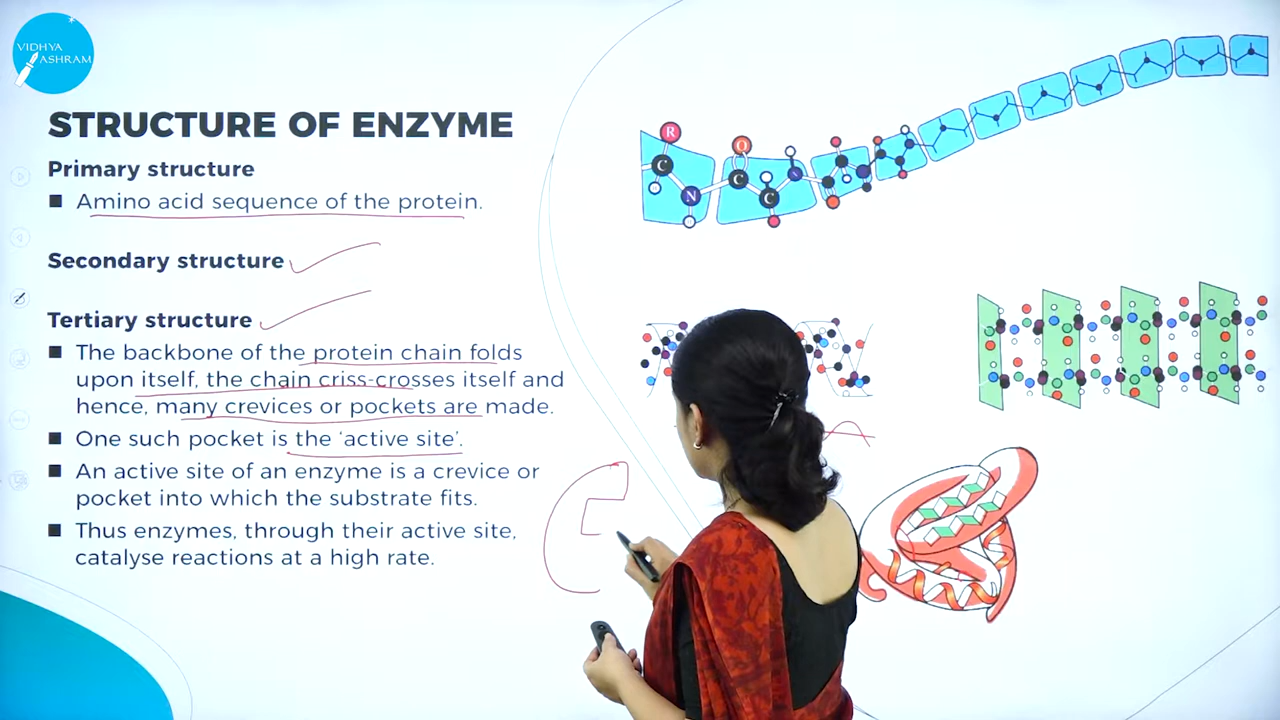 VIDHYA
ASHRAM
STRUCTURE OF ENZYME
Primary structure
■ Amino acid sequence of the protein.
Secondary structure
Tertiary structure
■ The backbone of the protein chain folds
upon itself, the chain criss-crosses itself and
hence, many crevices or pockets are made.
■ One such pocket is the ‘active site’.
■ An active site of an enzyme is a crevice or
pocket into which the substrate fits.
■ Thus enzymes, through their active site,
catalyse reactions at a high rate.
R
C
N
O
C
C
N